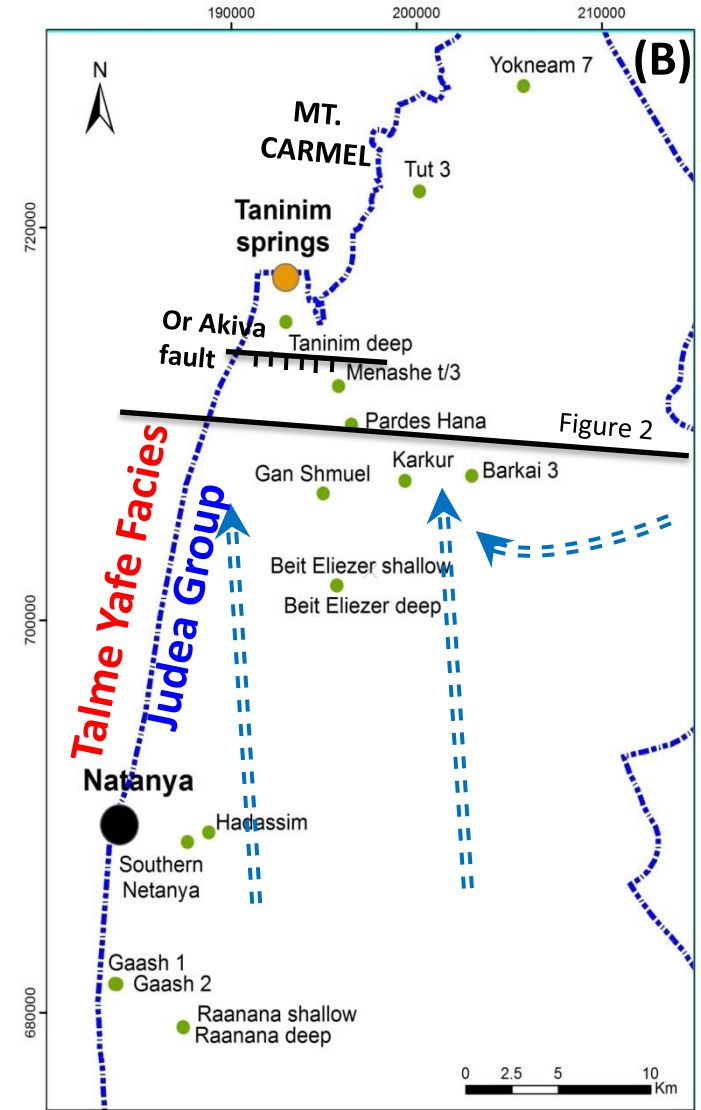 190000
200000
210000
(B)
Yokneam 7
N
MT.
CARMEL
Tut 3
Taninim
springs
720000
Or Akiva
fault
Taninim deep
Menashe t/3
Pardes Hana
Figure 2
Gan Shmuel
Karkur
Barkai 3
Talme Yafe Facies
Judea Group
Beit Eliezer shallow
Beit Eliezer deep
700000
Natanya
Hadassim
Southern
Netanya
Gaash 1
Gaash 2
680000
Raanana shallow
Raanana deep
0 2.5 5 10
Km